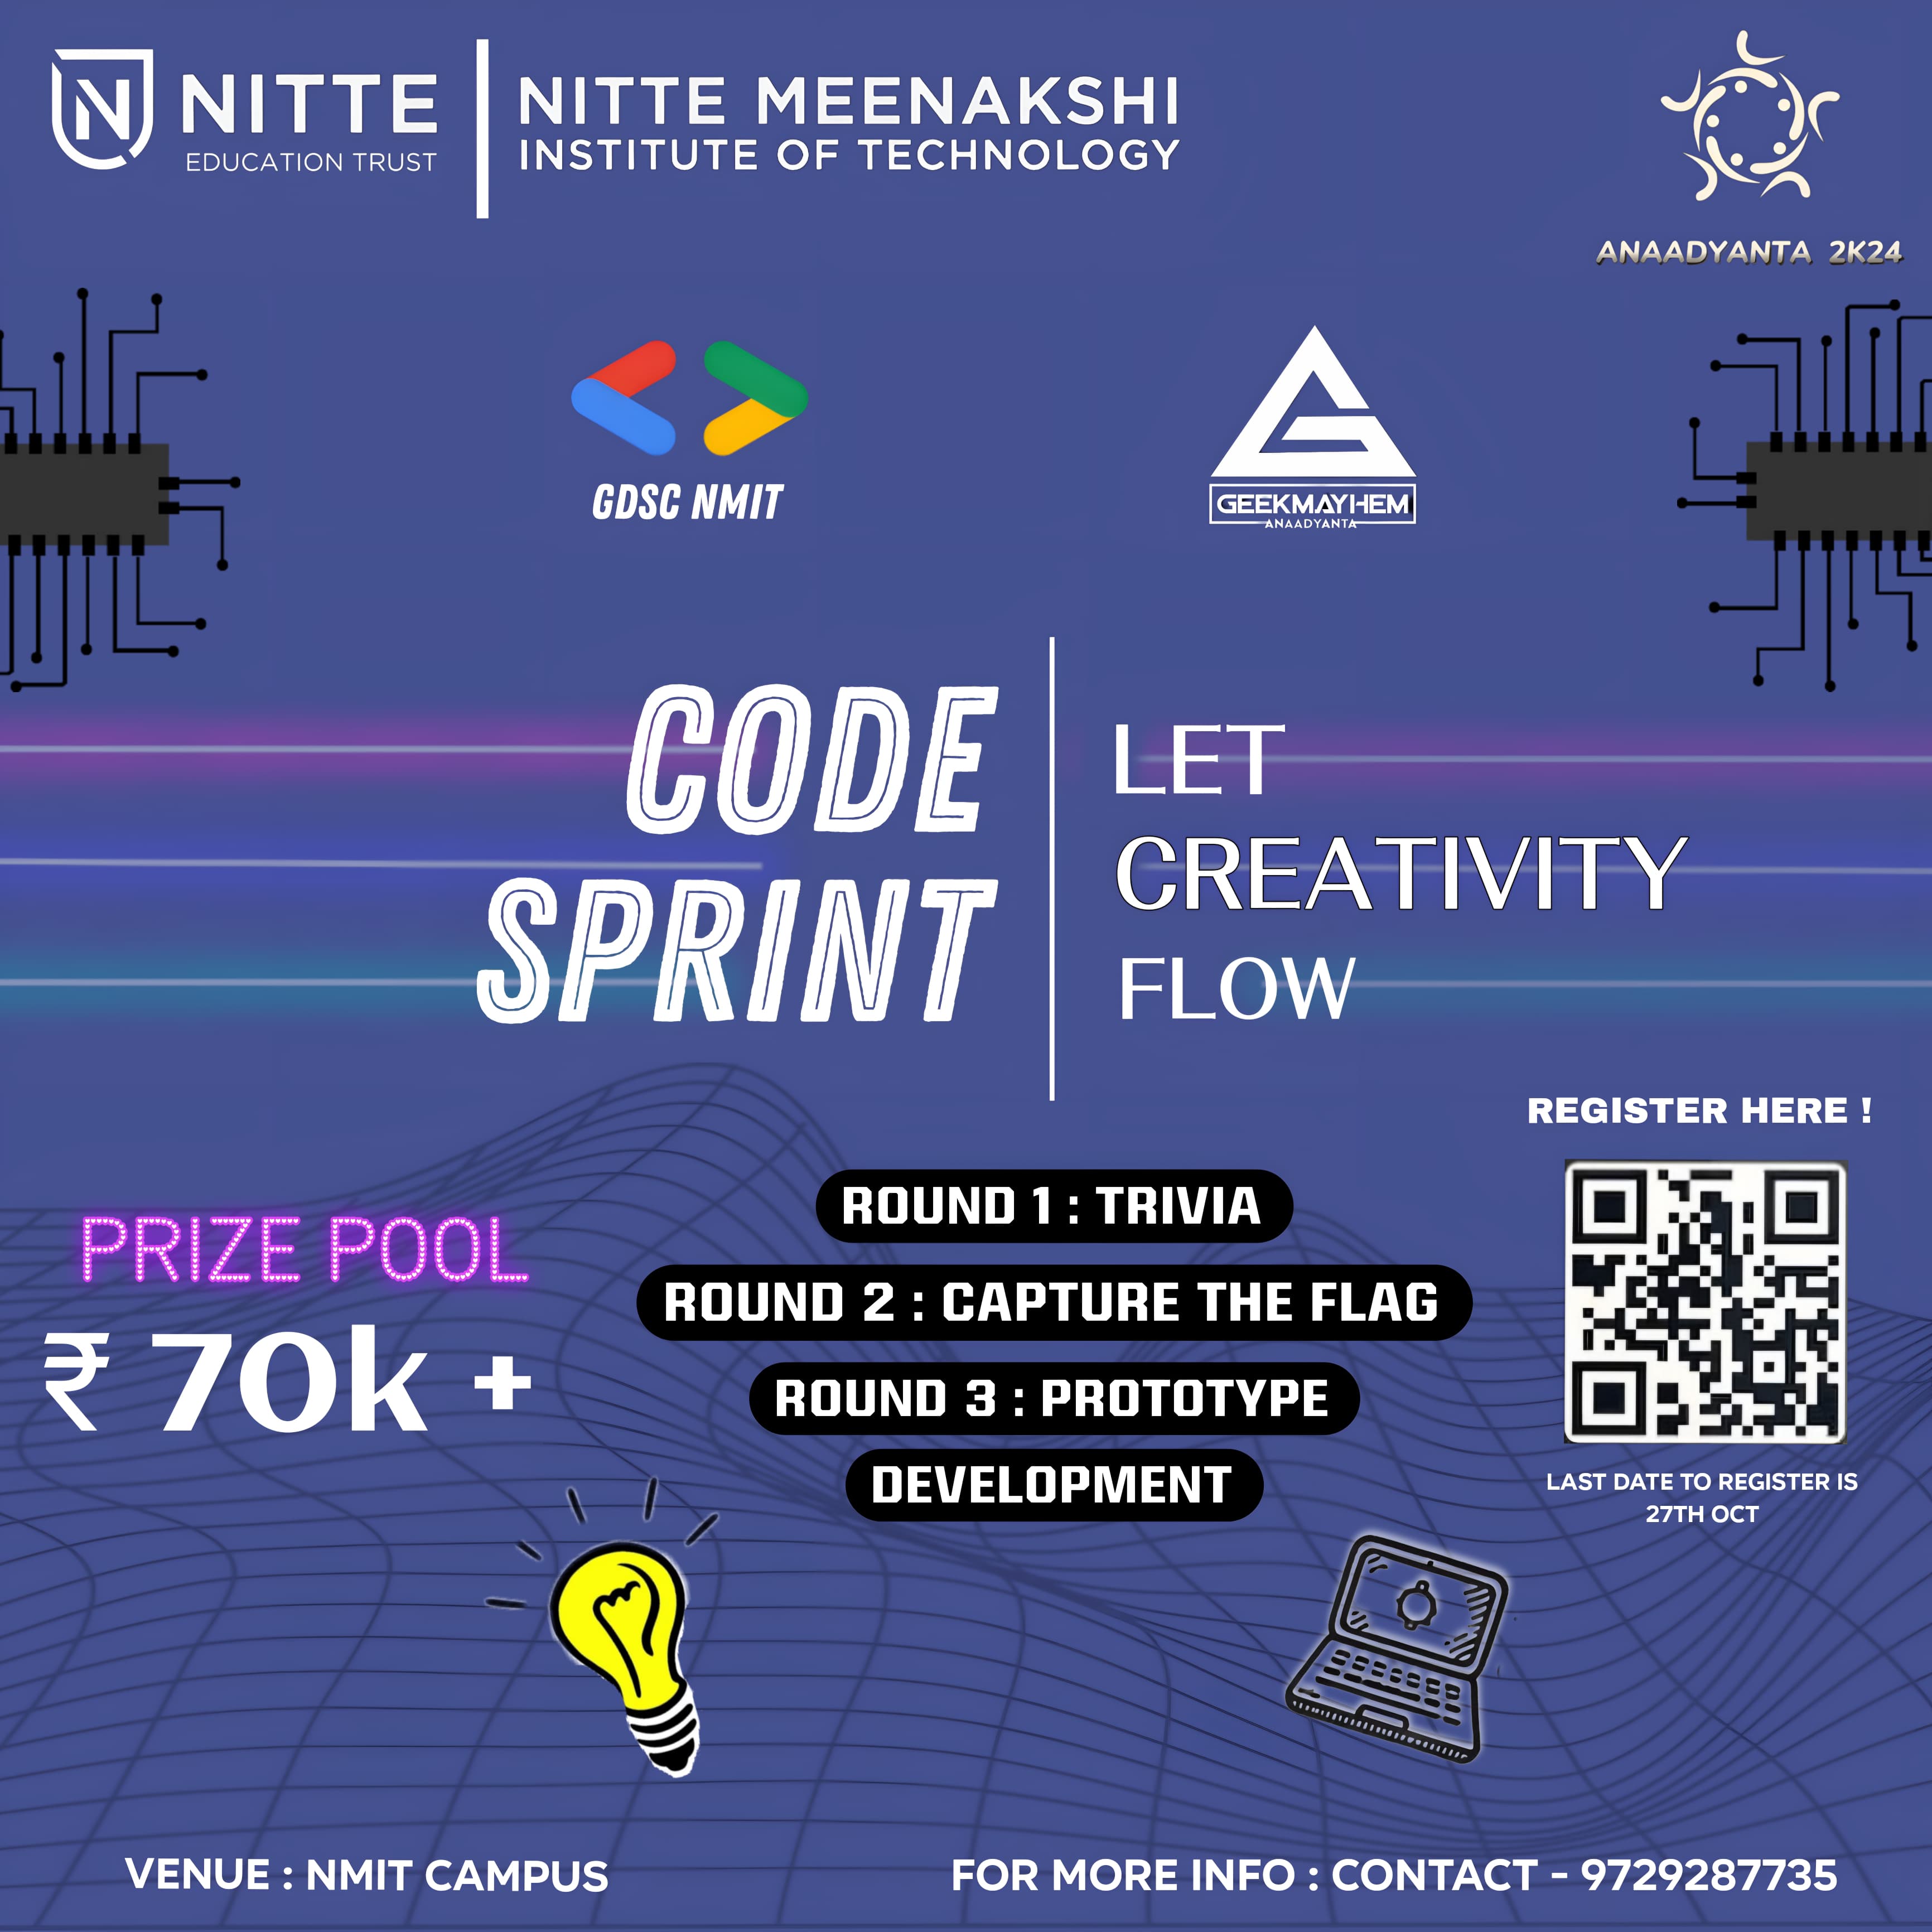 N NITTE
EDUCATION TRUST
NITTE MEENAKSHI
INSTITUTE OF TECHNOLOGY
ANAADYANTA 2K24
GDSC NMIT
GEEKMAYHEM
ANAADYANTA
CODE
SPRINT
LET
CREATIVITY
FLOW
REGISTER HERE !
PRIZE POOL
₹ 70k +
ROUND 1 : TRIVIA
ROUND 2 : CAPTURE THE FLAG
ROUND 3 : PROTOTYPE
DEVELOPMENT
LAST DATE TO REGISTER IS
27TH OCT
VENUE : NMIT CAMPUS
FOR MORE INFO : CONTACT - 9729287735